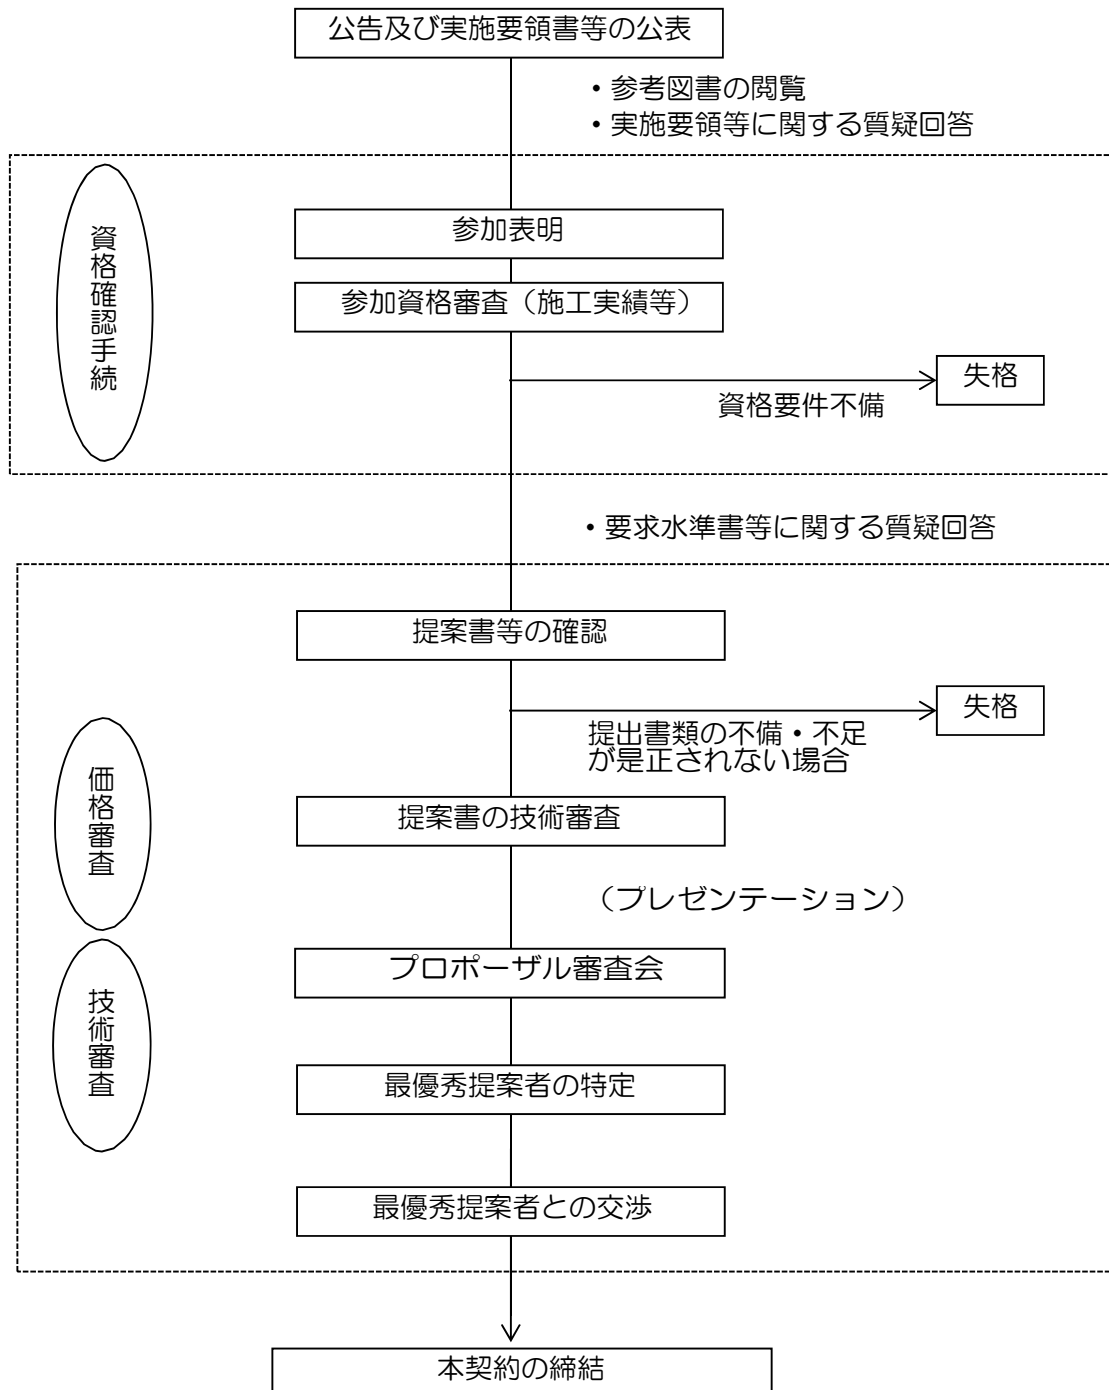 公告及び実施要領書等の公表
・参考図書の閲覧
・実施要領等に関する質疑回答
資格確認手続
参加表明
参加資格審査（施工実績等）
失格
資格要件不備
・要求水準書等に関する質疑回答
提案書等の確認
失格
提出書類の不備・不足
が是正されない場合
価格審査
提案書の技術審査
（プレゼンテーション）
プロポーザル審査会
技術審査
最優秀提案者の特定
最優秀提案者との交渉
本契約の締結